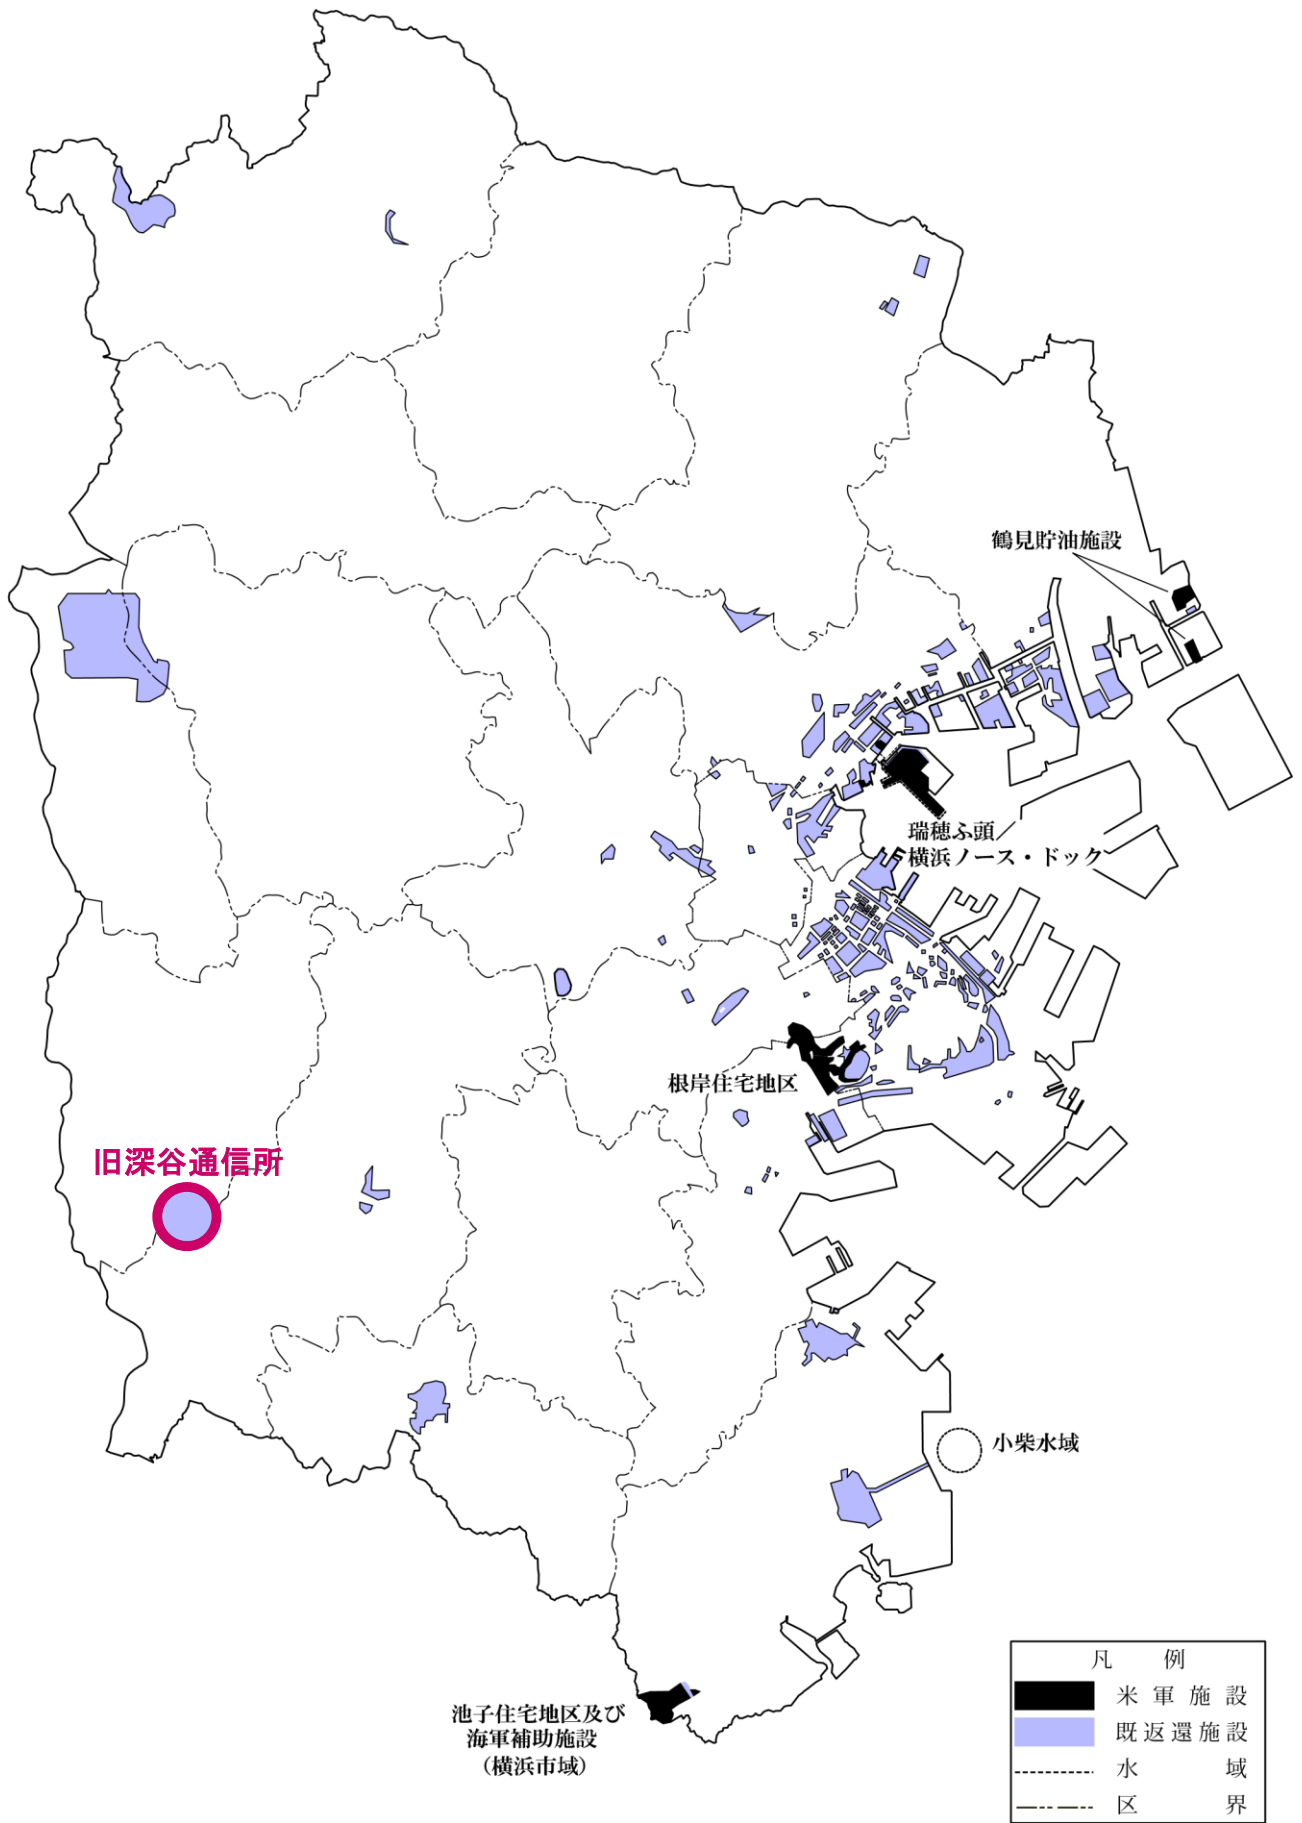 鶴見貯油施設
瑞穂ふ頭
横浜ノース・ドック
根岸住宅地区
旧深谷通信所
小柴水域
池子住宅地区及び
海軍補助施設
（横浜市域）
凡例
米軍施設
既返還施設
水域
区界